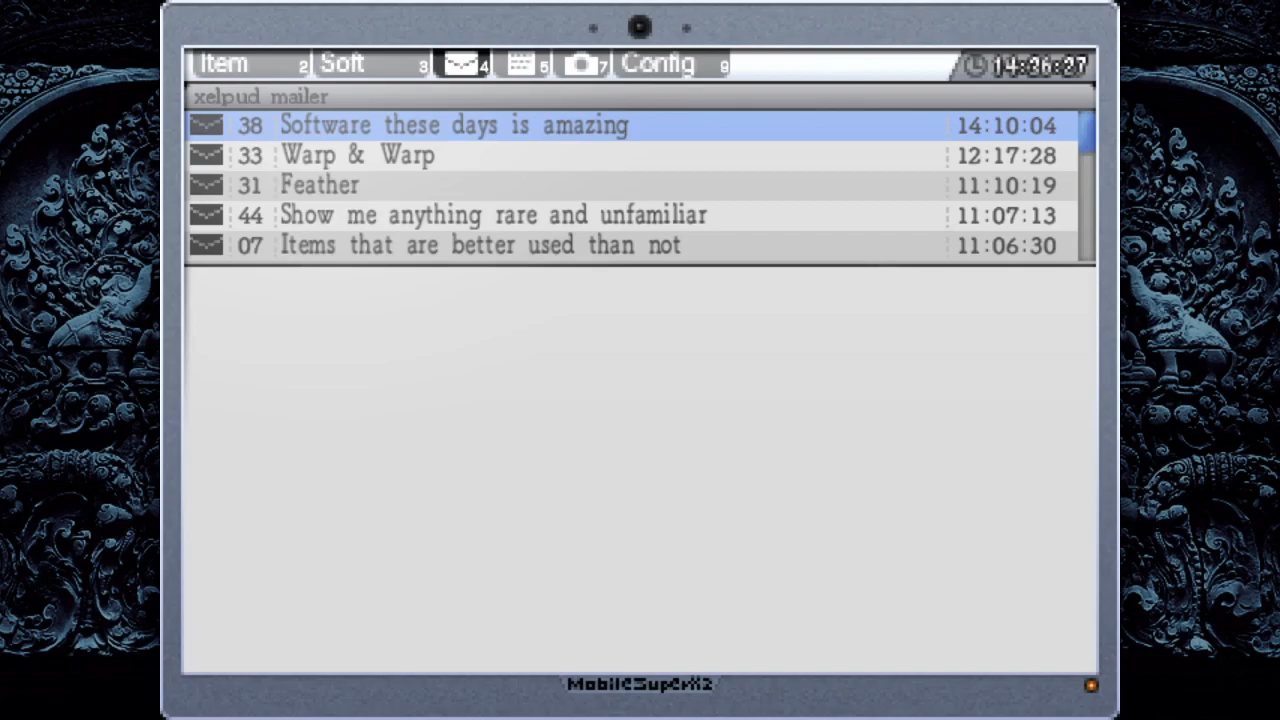 Item 2 Soft 3 4 5 7 Config 9 14:26:27
xelpud mailer
38 Software these days is amazing 14:10:04
33 Warp & Warp 12:17:28
31 Feather 11:10:19
44 Show me anything rare and unfamiliar 11:07:13
07 Items that are better used than not 11:06:30
MobileSuperX2